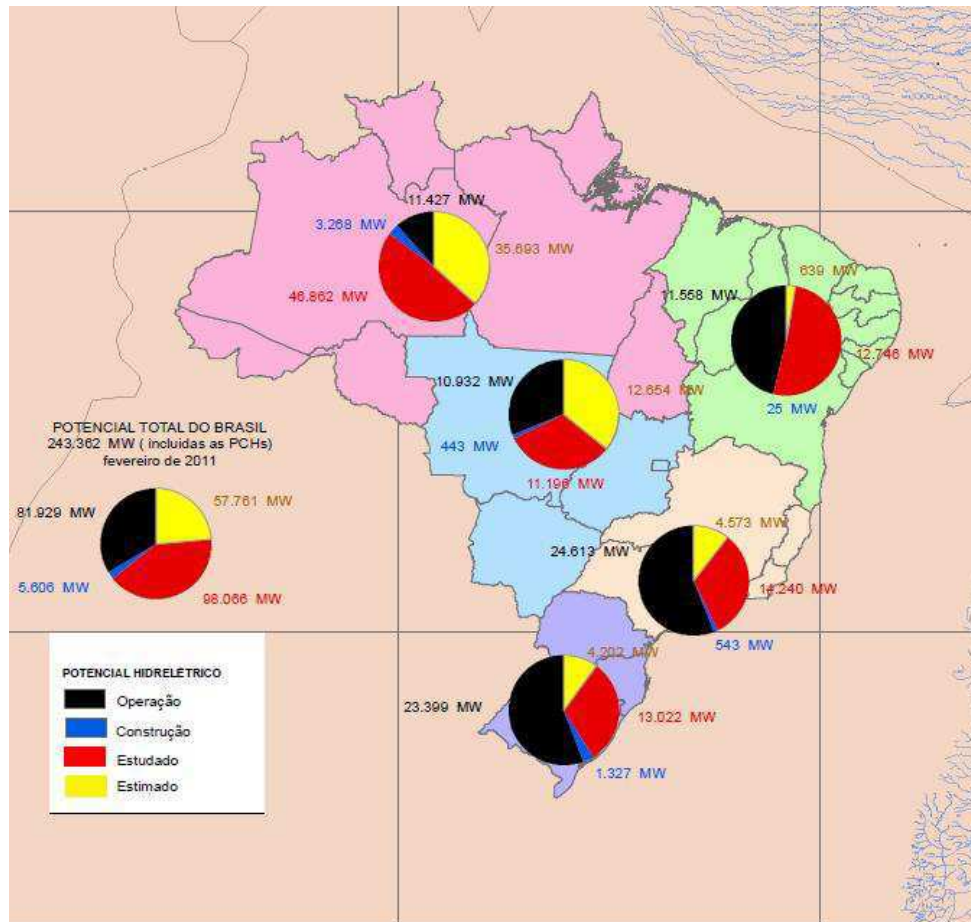 11.427 MW
3.268 MW
35.693 MW
46.862 MW
639 MW
11.558 MW
12.746 MW
25 MW
10.932 MW
12.654 MW
443 MW
11.196 MW
POTENCIAL TOTAL DO BRASIL
243.362 MW ( incluidas as PCHs)
fevereiro de 2011
81.929 MW
57.761 MW
5.606 MW
98.066 MW
4.573 MW
24.613 MW
14.240 MW
543 MW
4.202 MW
23.399 MW
13.022 MW
1.327 MW
POTENCIAL HIDRELÉTRICO
Operação
Construção
Estudado
Estimado